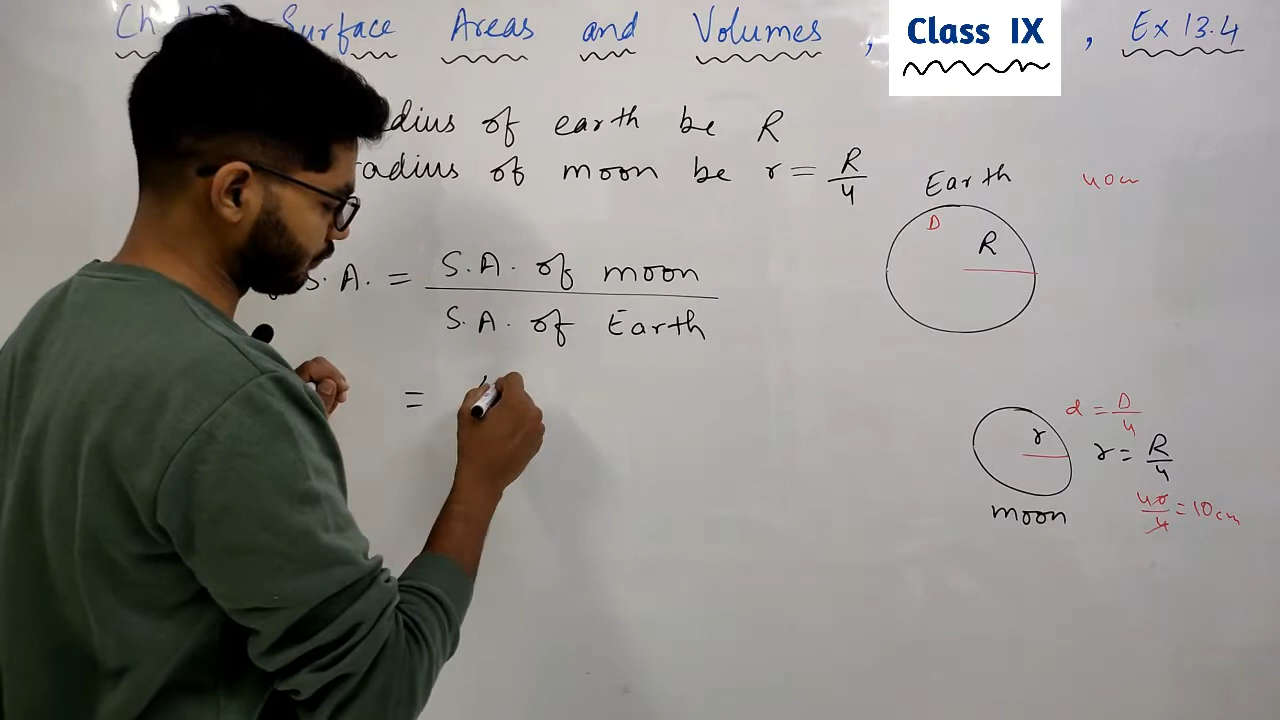 Surface Areas and Volumes , Class IX , Ex 13.4
radius of earth be R
radius of moon be r = R/4
S.A. = S.A. of moon / S.A. of Earth
=
Earth 40cm
D
R
d = D/4
r
r = R/4
moon
40/4 = 10cm